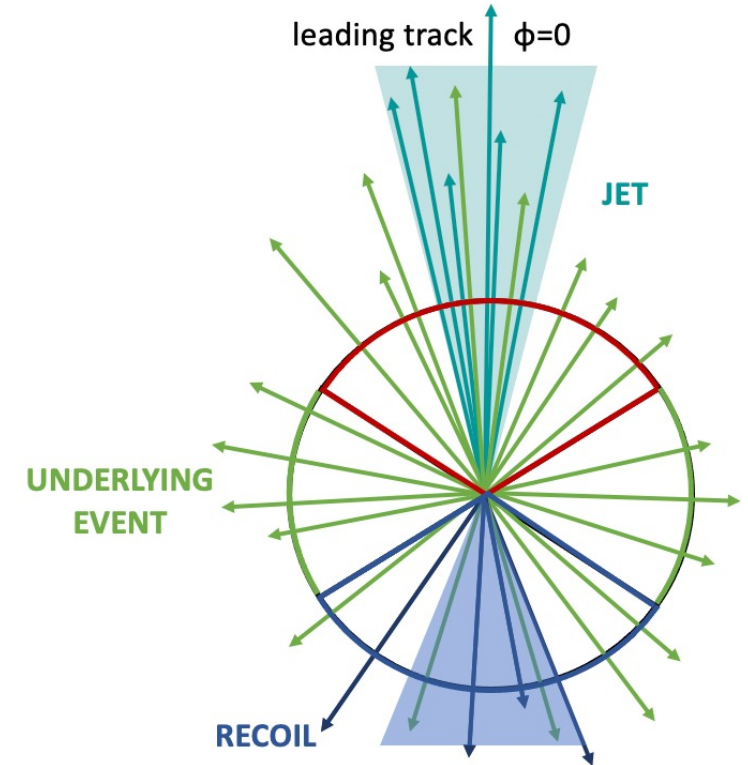 leading track ϕ=0
JET
UNDERLYING
EVENT
RECOIL